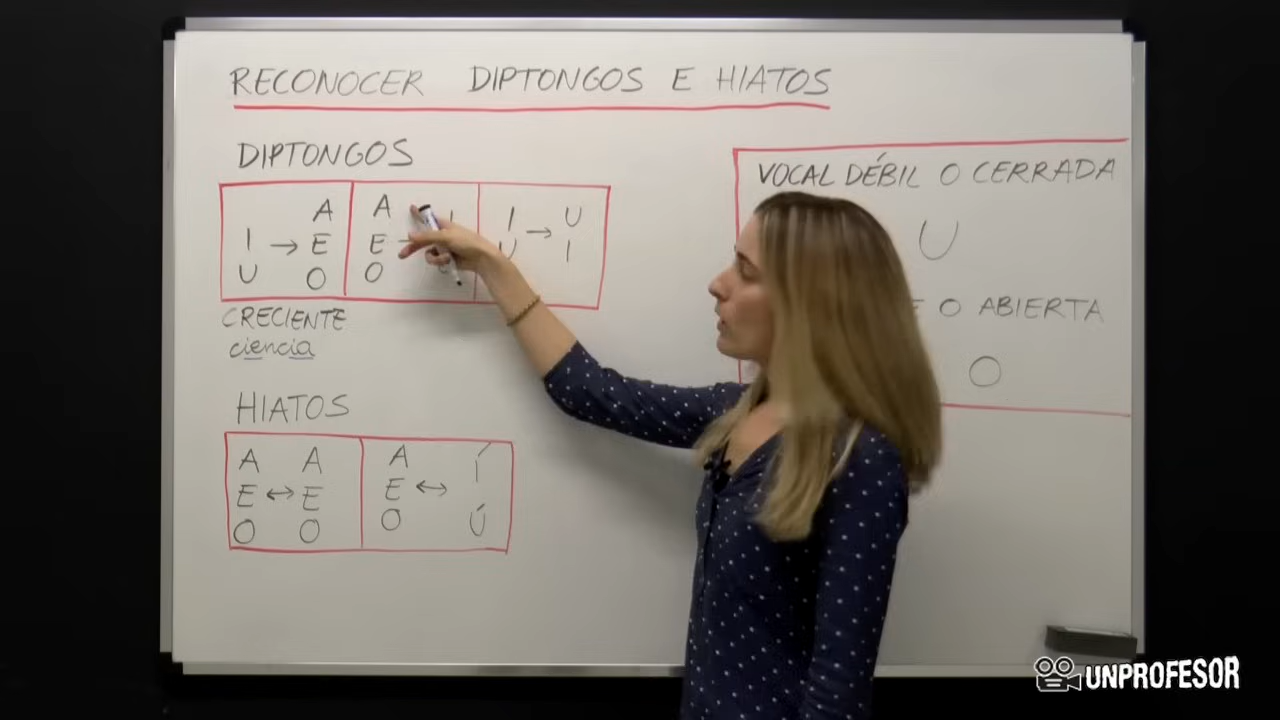 RECONOCER DIPTONGOS E HIATOS
DIPTONGOS
A
I → E
U O
A I
E
O
I → U
U I
CRECIENTE
ciencia
HIATOS
A A
E ↔ E
O O
A Í
E ↔
O Ú
VOCAL DÉBIL O CERRADA
U
O ABIERTA
O
UNPROFESOR